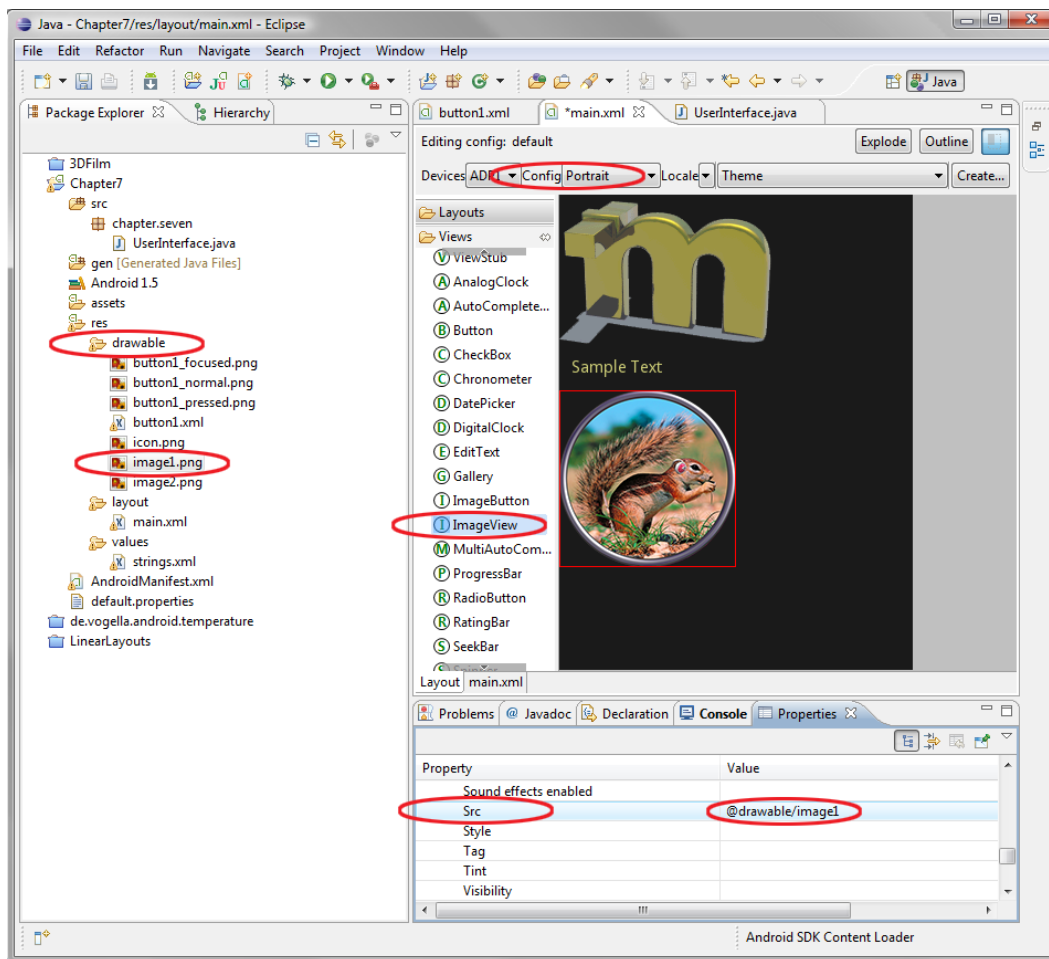 Java - Chapter7/res/layout/main.xml - Eclipse
File Edit Refactor Run Navigate Search Project Window Help
Java
Package Explorer Hierarchy
3DFilm
Chapter7
src
chapter.seven
UserInterface.java
gen [Generated Java Files]
Android 1.5
assets
res
drawable
button1_focused.png
button1_normal.png
button1_pressed.png
button1.xml
icon.png
image1.png
image2.png
layout
main.xml
values
strings.xml
AndroidManifest.xml
default.properties
de.vogella.android.temperature
LinearLayouts
button1.xml *main.xml UserInterface.java
Editing config: default Explode Outline
Devices ADP1 Config Portrait Locale Theme Create...
Layouts
Views
ViewStub
AnalogClock
AutoComplete...
Button
CheckBox
Chronometer
DatePicker
DigitalClock
EditText
Gallery
ImageButton
ImageView
MultiAutoCom...
ProgressBar
RadioButton
RatingBar
SeekBar
m
Sample Text
Layout main.xml
Problems @ Javadoc Declaration Console Properties
Property Value
Sound effects enabled
Src @drawable/image1
Style
Tag
Tint
Visibility
Android SDK Content Loader